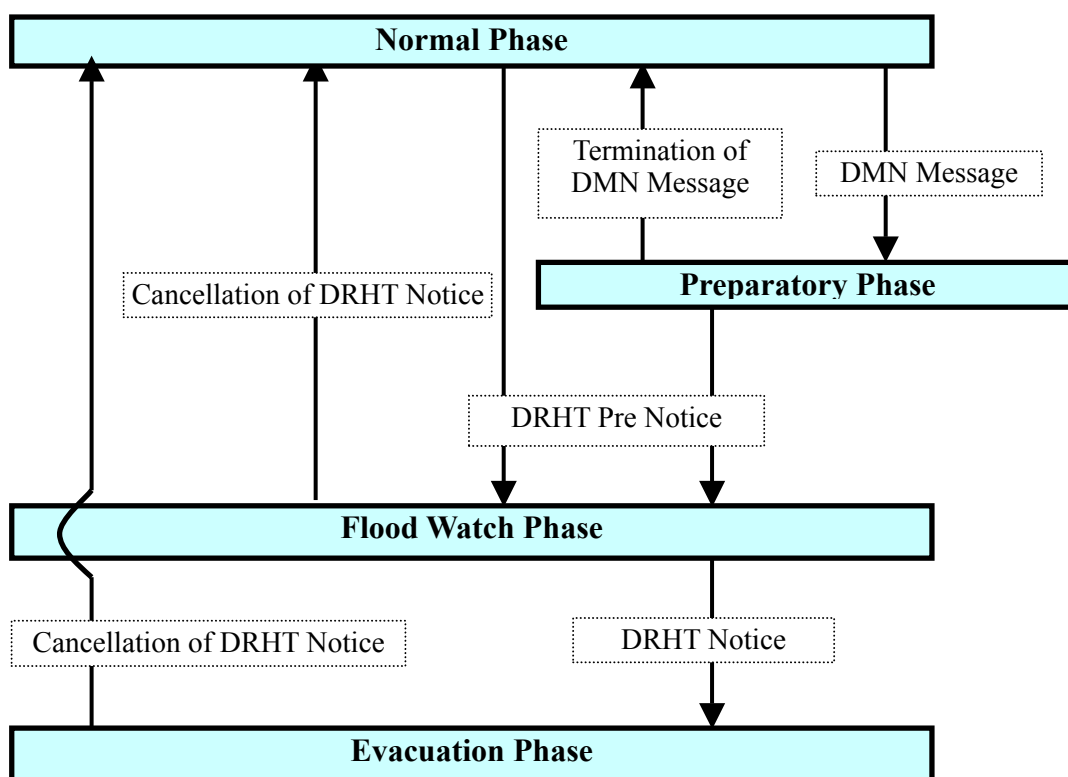 Normal Phase
Termination of
DMN Message
DMN Message
Preparatory Phase
Cancellation of DRHT Notice
DRHT Pre Notice
Flood Watch Phase
Cancellation of DRHT Notice
DRHT Notice
Evacuation Phase